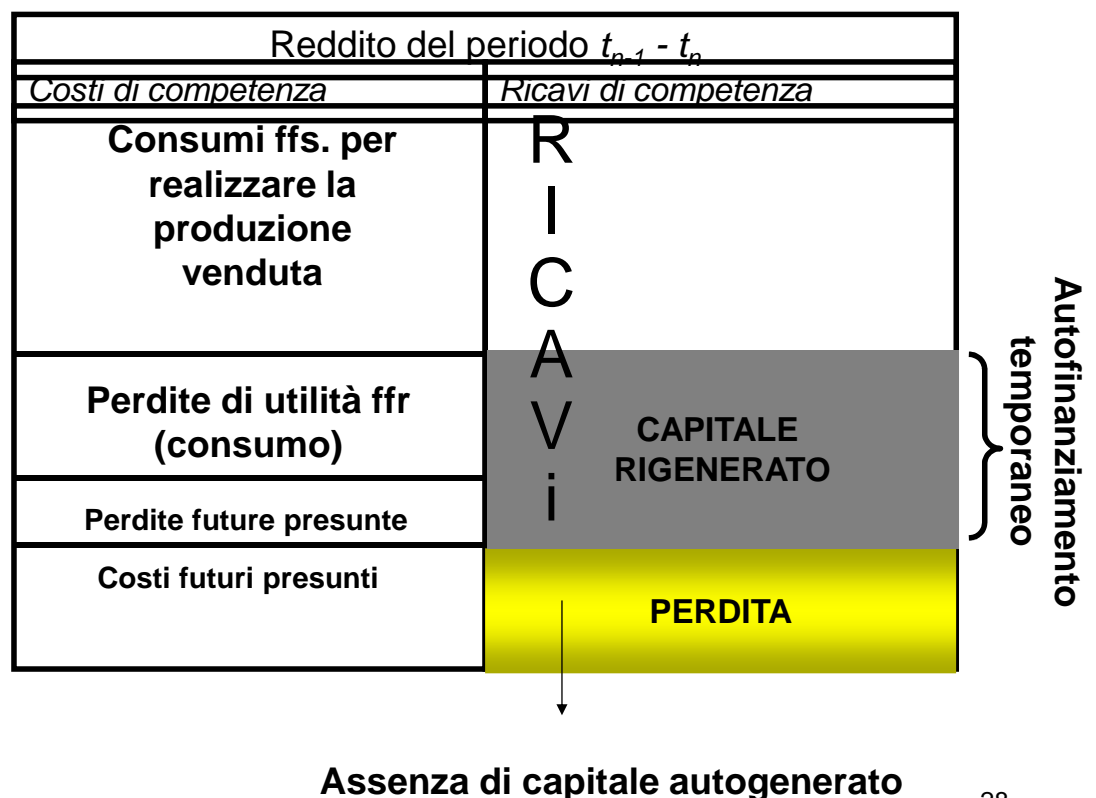 Reddito del periodo tn-1 - tn
Costi di competenza
Ricavi di competenza
Consumi ffs. per
realizzare la
produzione
venduta
Perdite di utilità ffr
(consumo)
Perdite future presunte
Costi futuri presunti
R
I
C
A
V
i
CAPITALE
RIGENERATO
PERDITA
Autofinanziamento
temporaneo
Assenza di capitale autogenerato
28